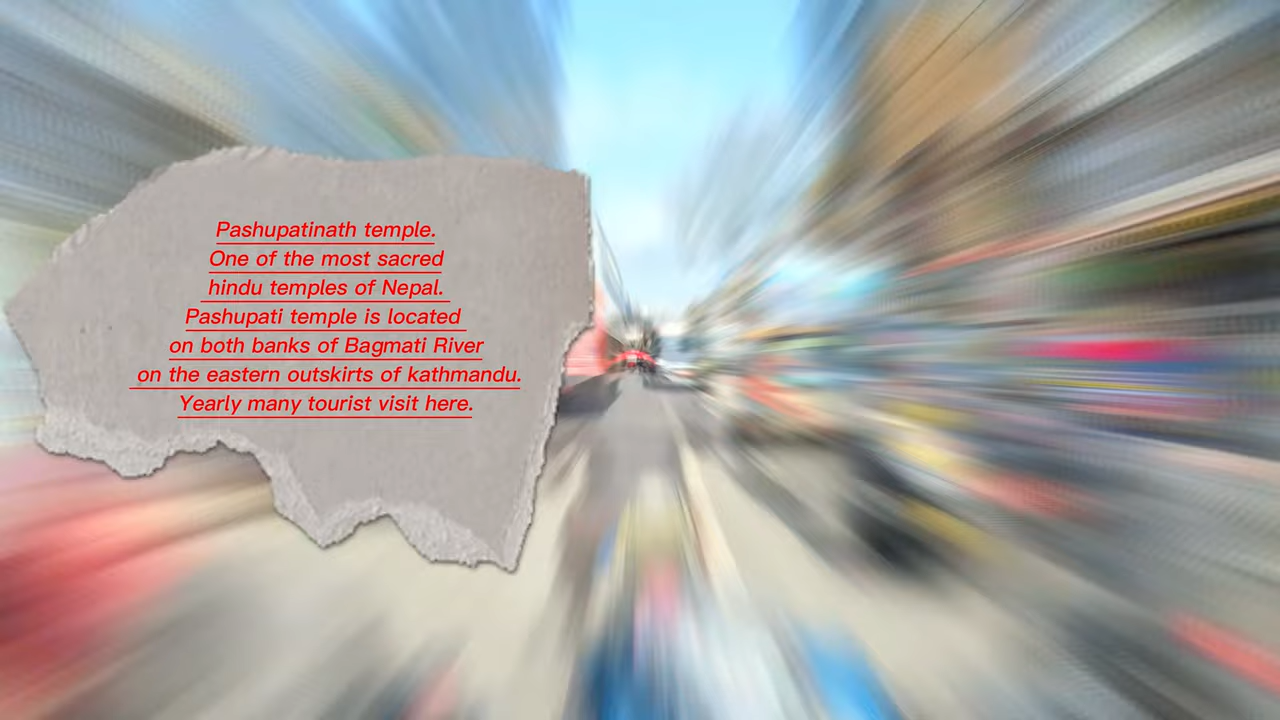 Pashupatinath temple.
One of the most sacred
hindu temples of Nepal.
Pashupati temple is located
on both banks of Bagmati River
on the eastern outskirts of kathmandu.
Yearly many tourist visit here.